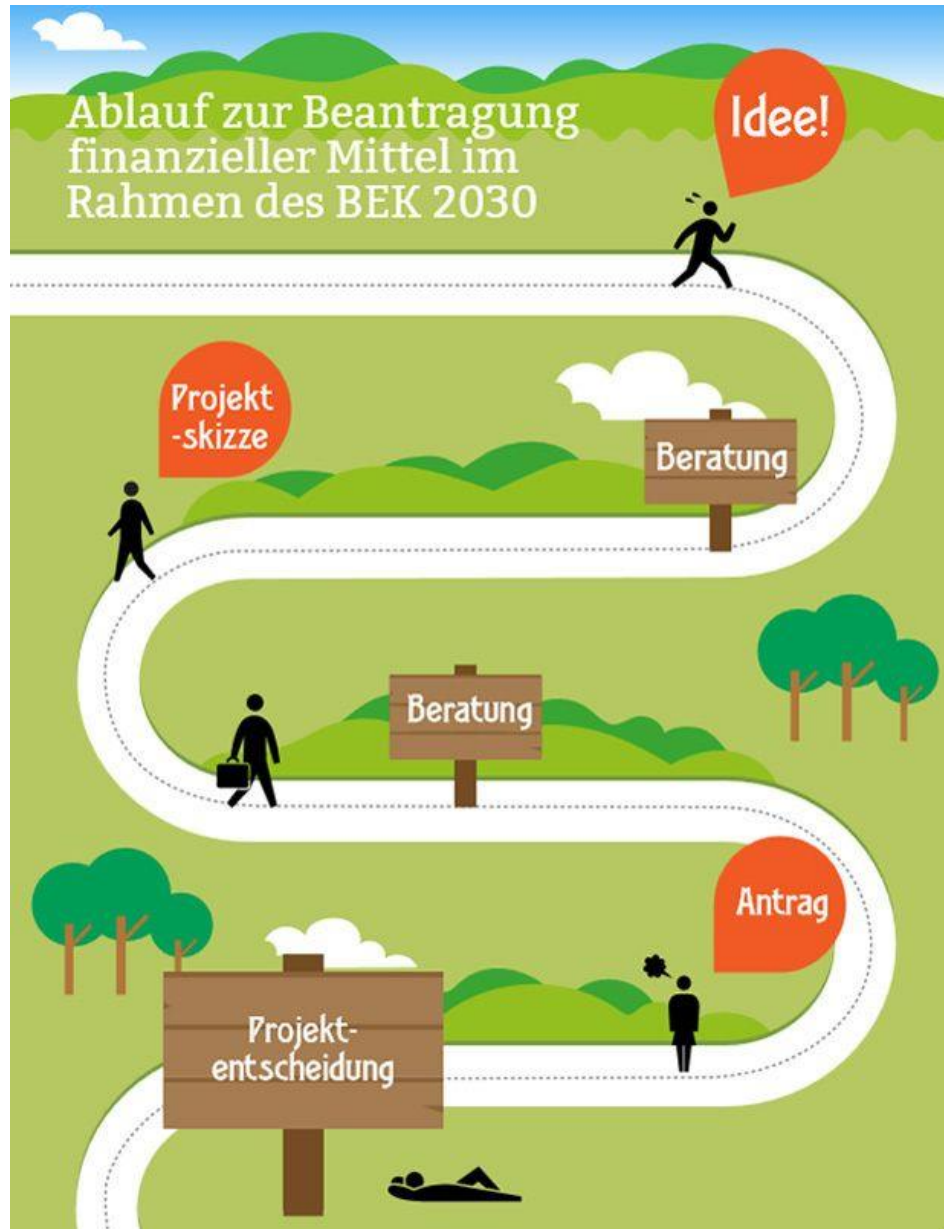 Ablauf zur Beantragung
finanzieller Mittel im
Rahmen des BEK 2030
Idee!
Beratung
Projekt
-skizze
Beratung
Antrag
Projekt-
entscheidung